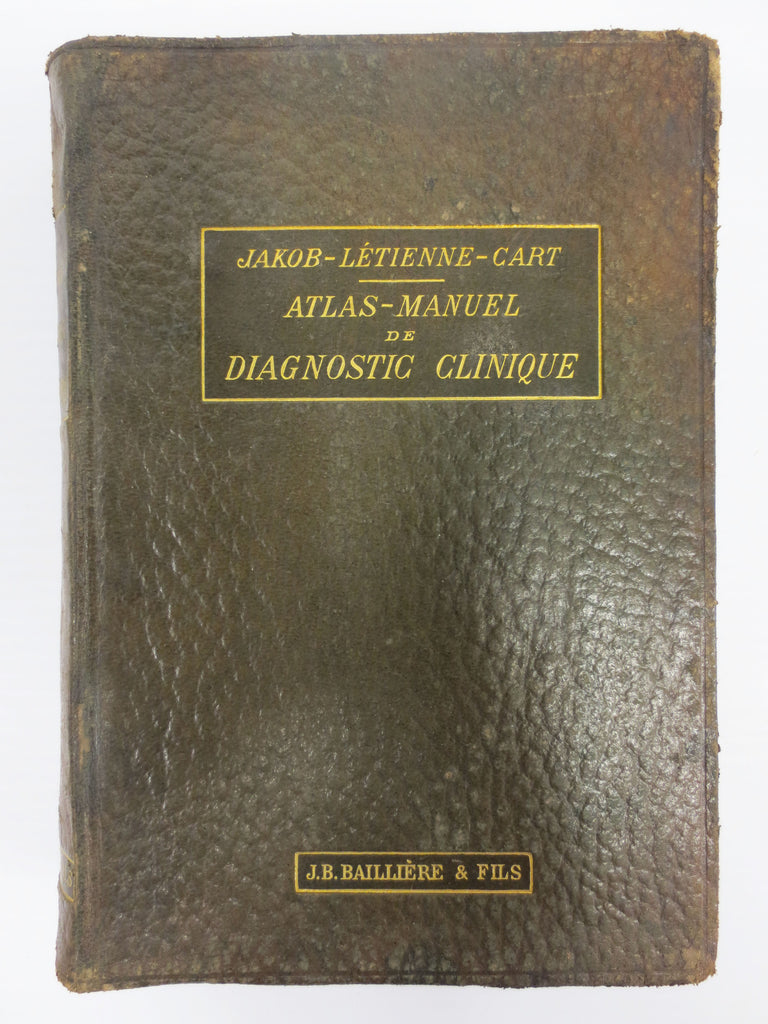 JAKOB-LÉTIENNE-CART
ATLAS-MANUEL
DE
DIAGNOSTIC CLINIQUE
J.B.BAILLIÈRE & FILS